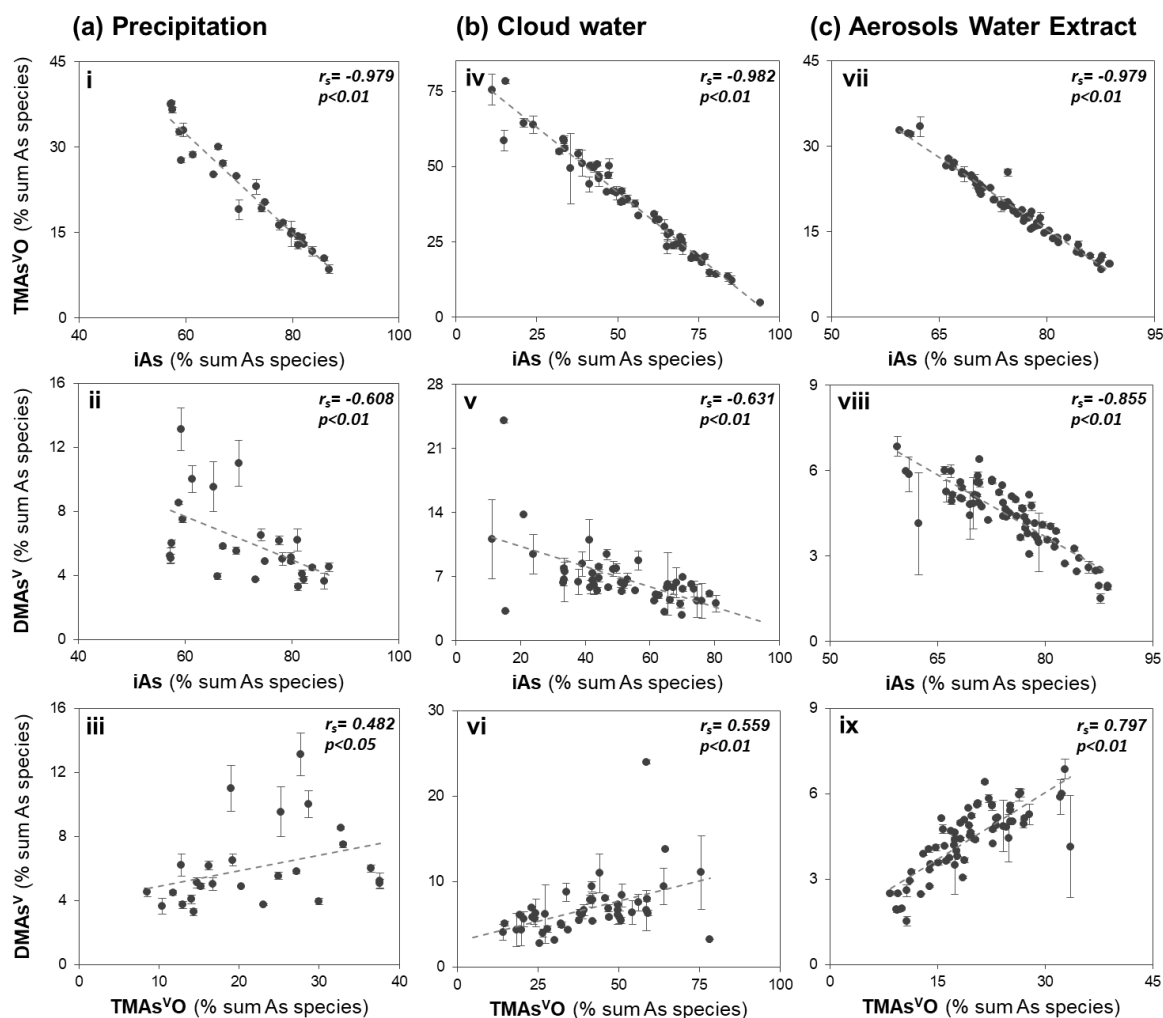 (a) Precipitation
(b) Cloud water
(c) Aerosols Water Extract
TMAsⱽO (% sum As species)
45
30
15
0
i
rₛ= -0.979
p<0.01
40
60
80
100
iAs (% sum As species)
75
50
25
0
iv
rₛ= -0.982
p<0.01
0
25
50
75
100
iAs (% sum As species)
45
30
15
0
vii
rₛ= -0.979
p<0.01
50
65
80
95
iAs (% sum As species)
DMAsⱽ (% sum As species)
16
12
8
4
0
ii
rₛ= -0.608
p<0.01
40
60
80
100
iAs (% sum As species)
28
21
14
7
0
v
rₛ= -0.631
p<0.01
0
20
40
60
80
100
iAs (% sum As species)
9
6
3
0
viii
rₛ= -0.855
p<0.01
50
65
80
95
iAs (% sum As species)
DMAsⱽ (% sum As species)
16
12
8
4
0
iii
rₛ= 0.482
p<0.05
0
10
20
30
40
TMAsⱽO (% sum As species)
30
20
10
0
vi
rₛ= 0.559
p<0.01
0
25
50
75
100
TMAsⱽO (% sum As species)
9
6
3
0
ix
rₛ= 0.797
p<0.01
0
15
30
45
TMAsⱽO (% sum As species)